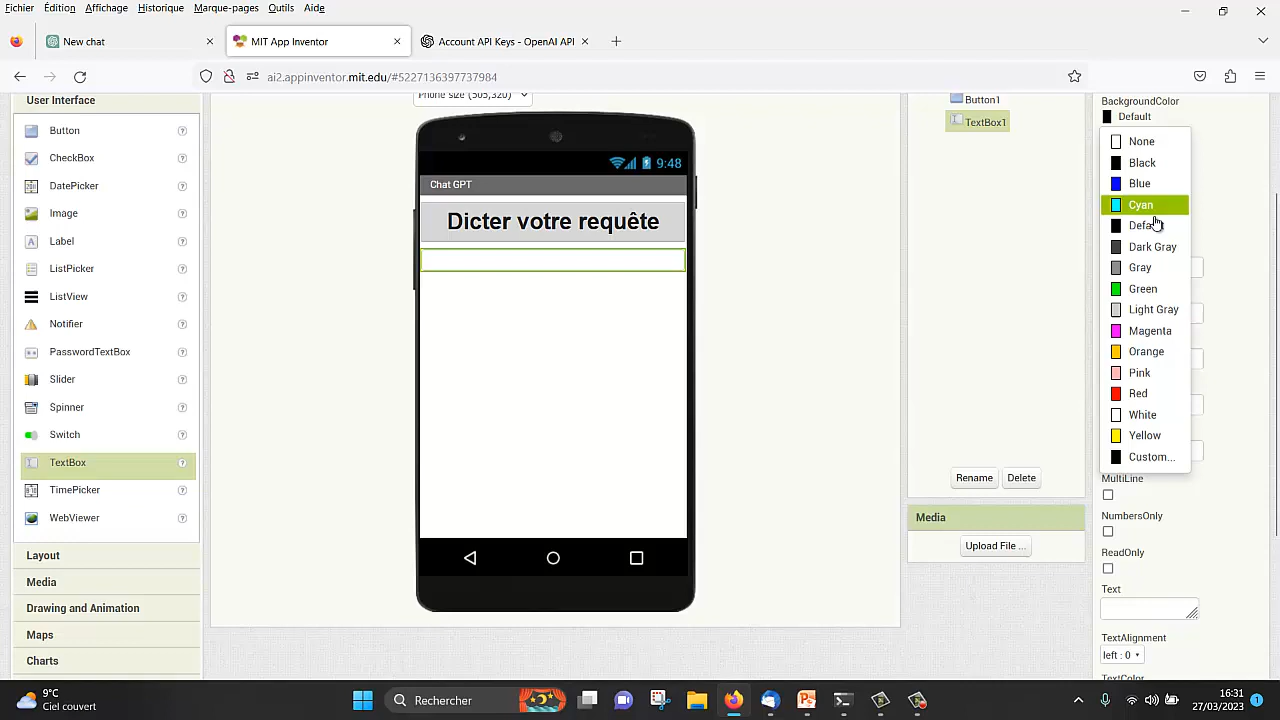 Fichier Édition Affichage Historique Marque-pages Outils Aide
New chat
MIT App Inventor
Account API Keys - OpenAI API
ai2.appinventor.mit.edu/#5227136397737984
User Interface
Button
CheckBox
DatePicker
Image
Label
ListPicker
ListView
Notifier
PasswordTextBox
Slider
Spinner
Switch
TextBox
TimePicker
WebViewer
Layout
Media
Drawing and Animation
Maps
Charts
Phone size (505,320)
9:48
Chat GPT
Dicter votre requête
Button1
TextBox1
Rename Delete
Media
Upload File ...
BackgroundColor
Default
None
Black
Blue
Cyan
Dark Gray
Gray
Green
Light Gray
Magenta
Orange
Pink
Red
White
Yellow
Custom...
MultiLine
NumbersOnly
ReadOnly
Text
TextAlignment
left : 0
9°C
Ciel couvert
Rechercher
16:31
27/03/2023